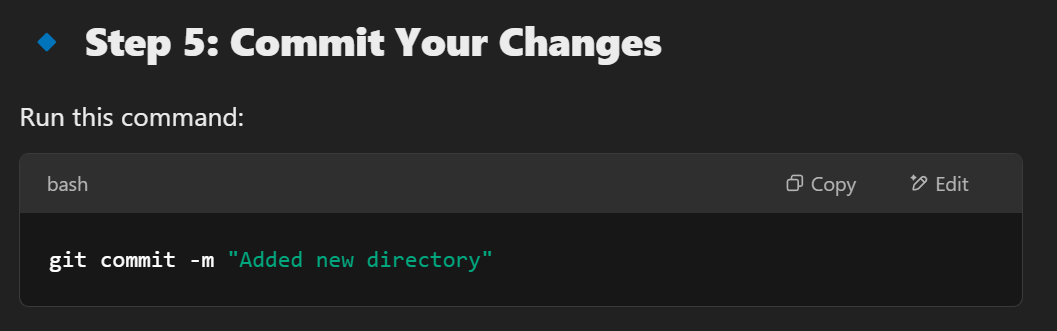 Step 5: Commit Your Changes
Run this command:
bash Copy Edit
git commit -m "Added new directory"